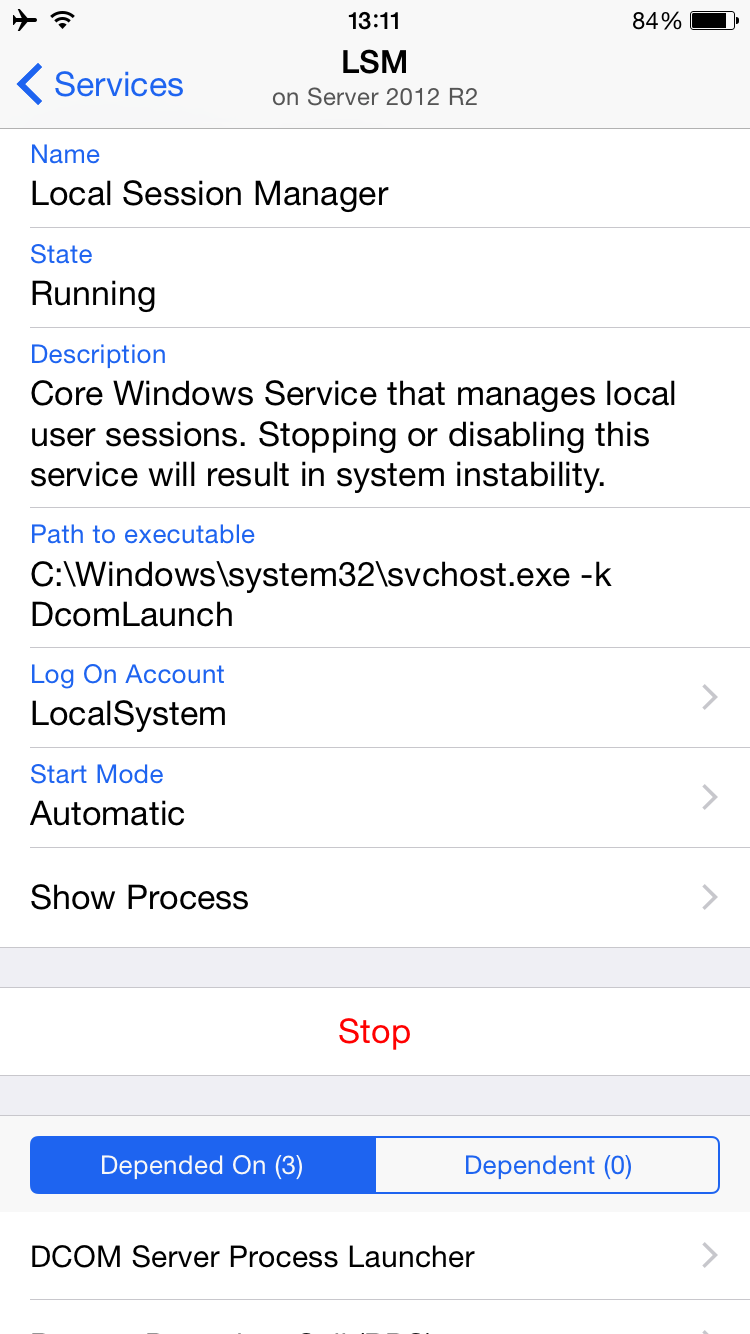 13:11
84%
Services
LSM
on Server 2012 R2
Name
Local Session Manager
State
Running
Description
Core Windows Service that manages local
user sessions. Stopping or disabling this
service will result in system instability.
Path to executable
C:\Windows\system32\svchost.exe -k
DcomLaunch
Log On Account
LocalSystem
Start Mode
Automatic
Show Process
Stop
Depended On (3)
Dependent (0)
DCOM Server Process Launcher